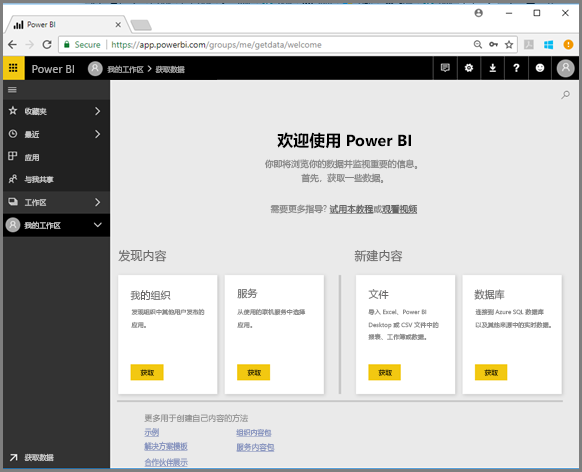 Power BI
Secure
https://app.powerbi.com/groups/me/getdata/welcome
Power BI
我的工作区 > 获取数据
收藏夹
最近
应用
与我共享
工作区
我的工作区
获取数据
欢迎使用 Power BI
你即将浏览你的数据并监视重要的信息。
首先，获取一些数据。
需要更多指导? 试用本教程或观看视频
发现内容
我的组织
发现组织中其他用户发布的
应用。
获取
服务
从使用的联机服务中选择
应用。
获取
新建内容
文件
导入 Excel、Power BI
Desktop 或 CSV 文件中的
报表、工作簿或数据。
获取
数据库
连接到 Azure SQL 数据库
以及其他来源中的实时数据。
获取
更多用于创建自己内容的方法
示例
组织内容包
解决方案模板
服务内容包
合作伙伴展示